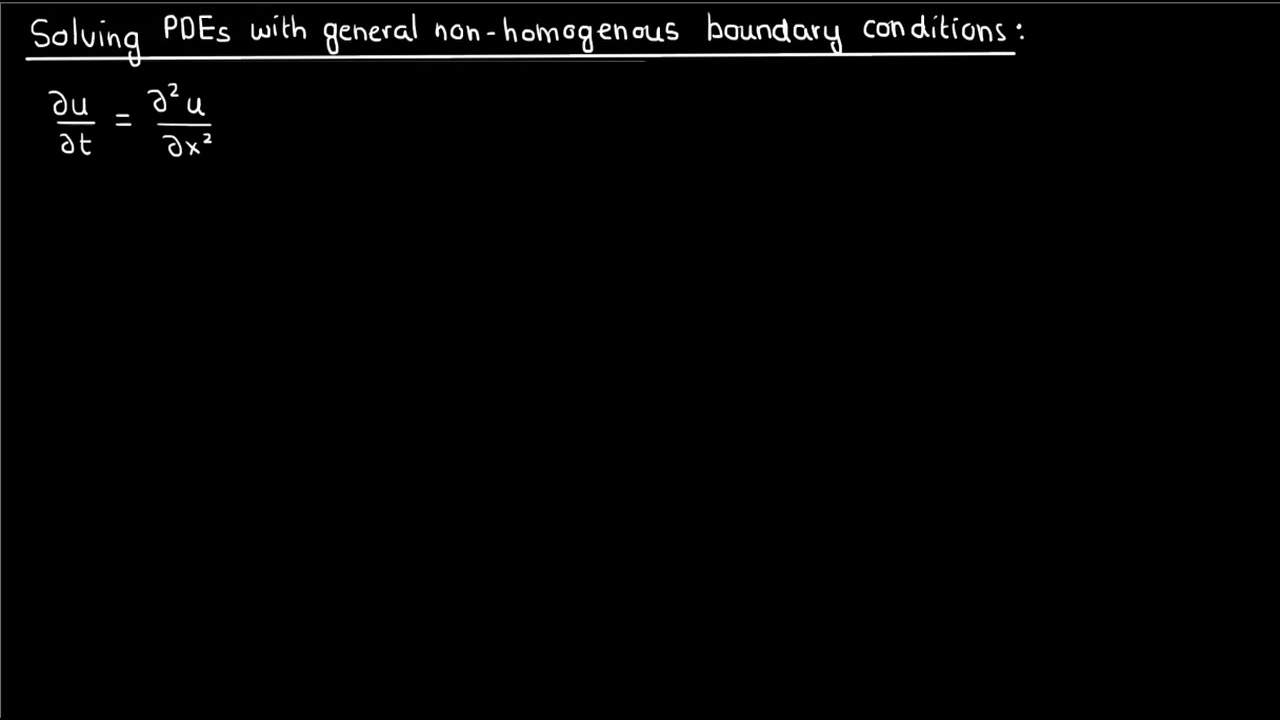 Solving PDEs with general non-homogenous boundary conditions:
∂u/∂t = ∂²u/∂x²